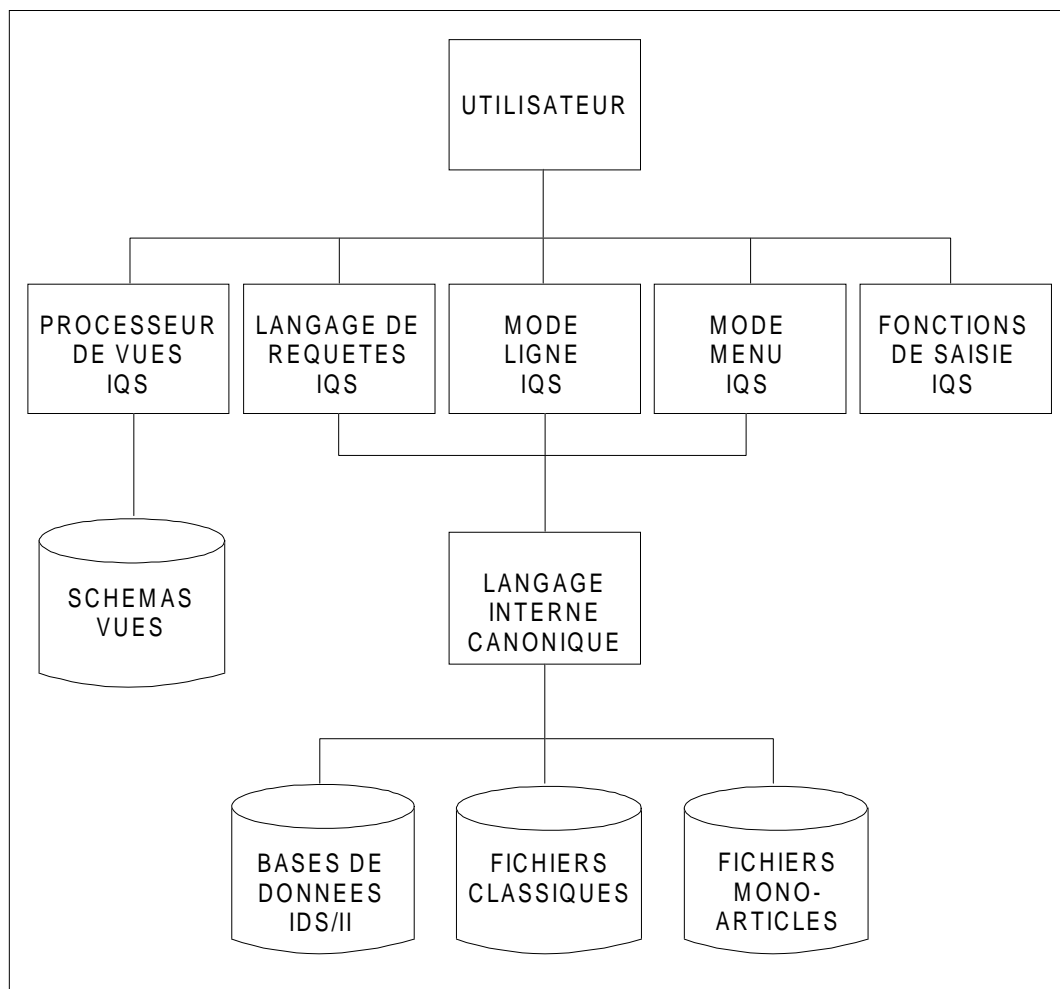 UTILISATEUR
PROCESSEUR
DE VUES
IQS
LANGAGE DE
REQUETES
IQS
MODE
LIGNE
IQS
MODE
MENU
IQS
FONCTIONS
DE SAISIE
IQS
SCHEMAS
VUES
LANGAGE
INTERNE
CANONIQUE
BASES DE
DONNEES
IDS/II
FICHIERS
CLASSIQUES
FICHIERS
MONO-
ARTICLES